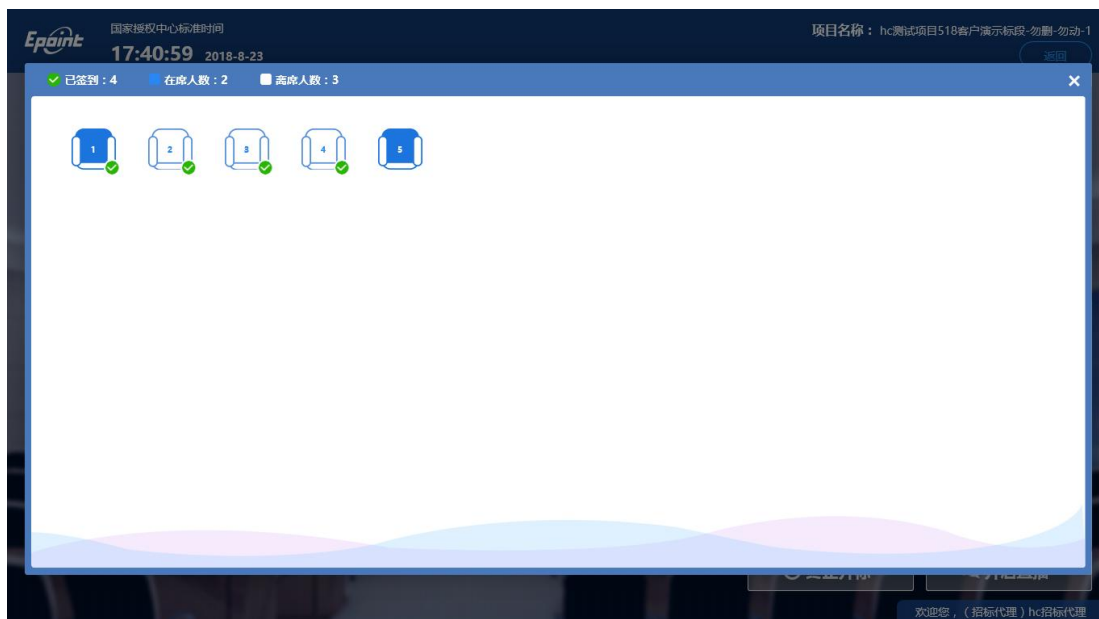 Epoint
国家授权中心标准时间
17:40:59 2018-8-23
项目名称：hc测试项目518客户演示标段-勿删-勿动-1
返回
已签到：4 在席人数：2 离席人数：3
1 2 3 4 5
欢迎您，（招标代理）hc招标代理